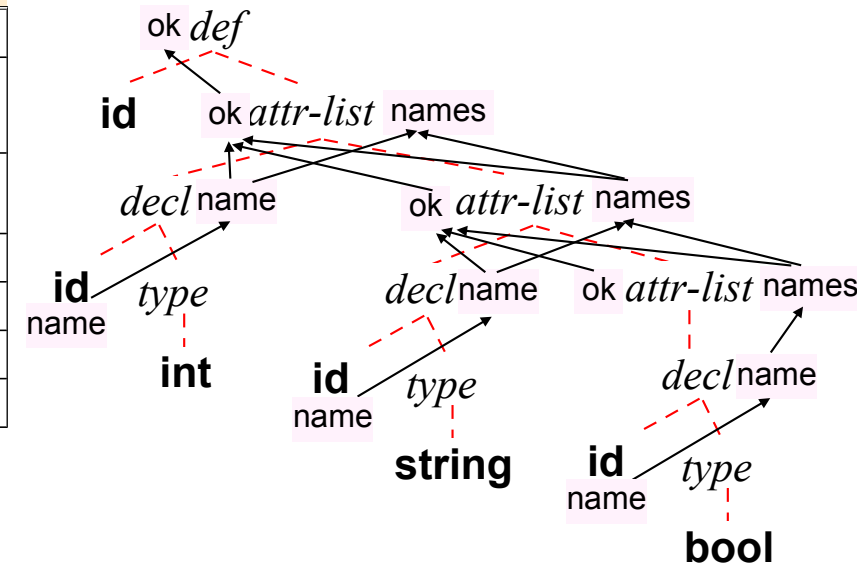 ok def
id ok attr-list names
decl name ok attr-list names
id type decl name ok attr-list names
name
int id type decl name
name
string id type
name
bool